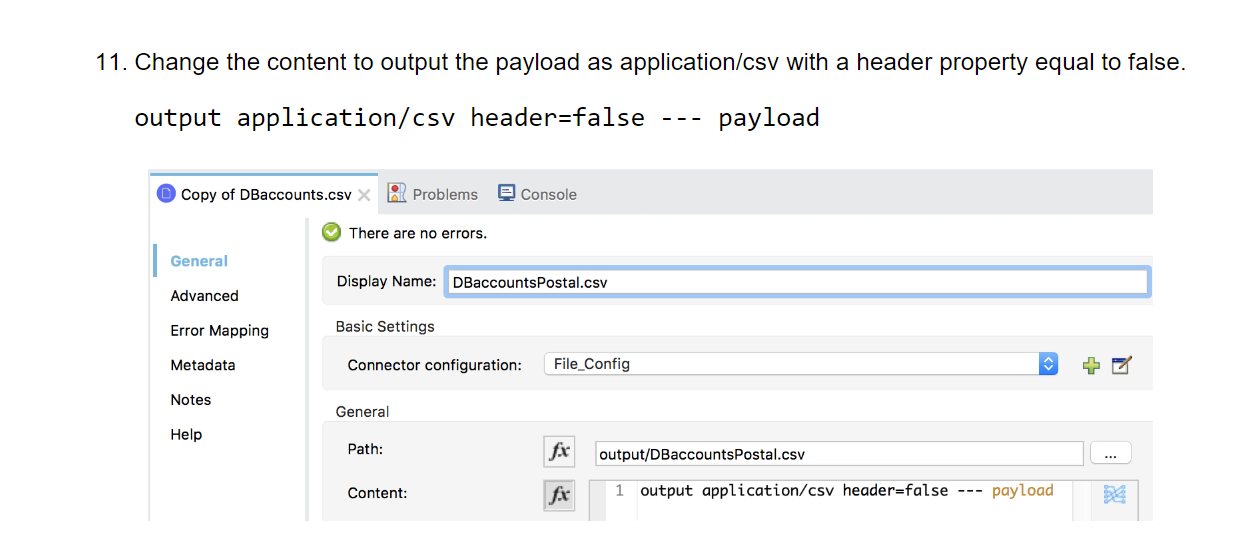 11. Change the content to output the payload as application/csv with a header property equal to false.
output application/csv header=false --- payload
Copy of DBaccounts.csv Problems Console
There are no errors.
General
Display Name: DBaccountsPostal.csv
Advanced
Basic Settings
Error Mapping
Metadata
Connector configuration: File_Config
Notes
General
Help
Path: fx output/DBaccountsPostal.csv ...
Content: fx 1 output application/csv header=false --- payload